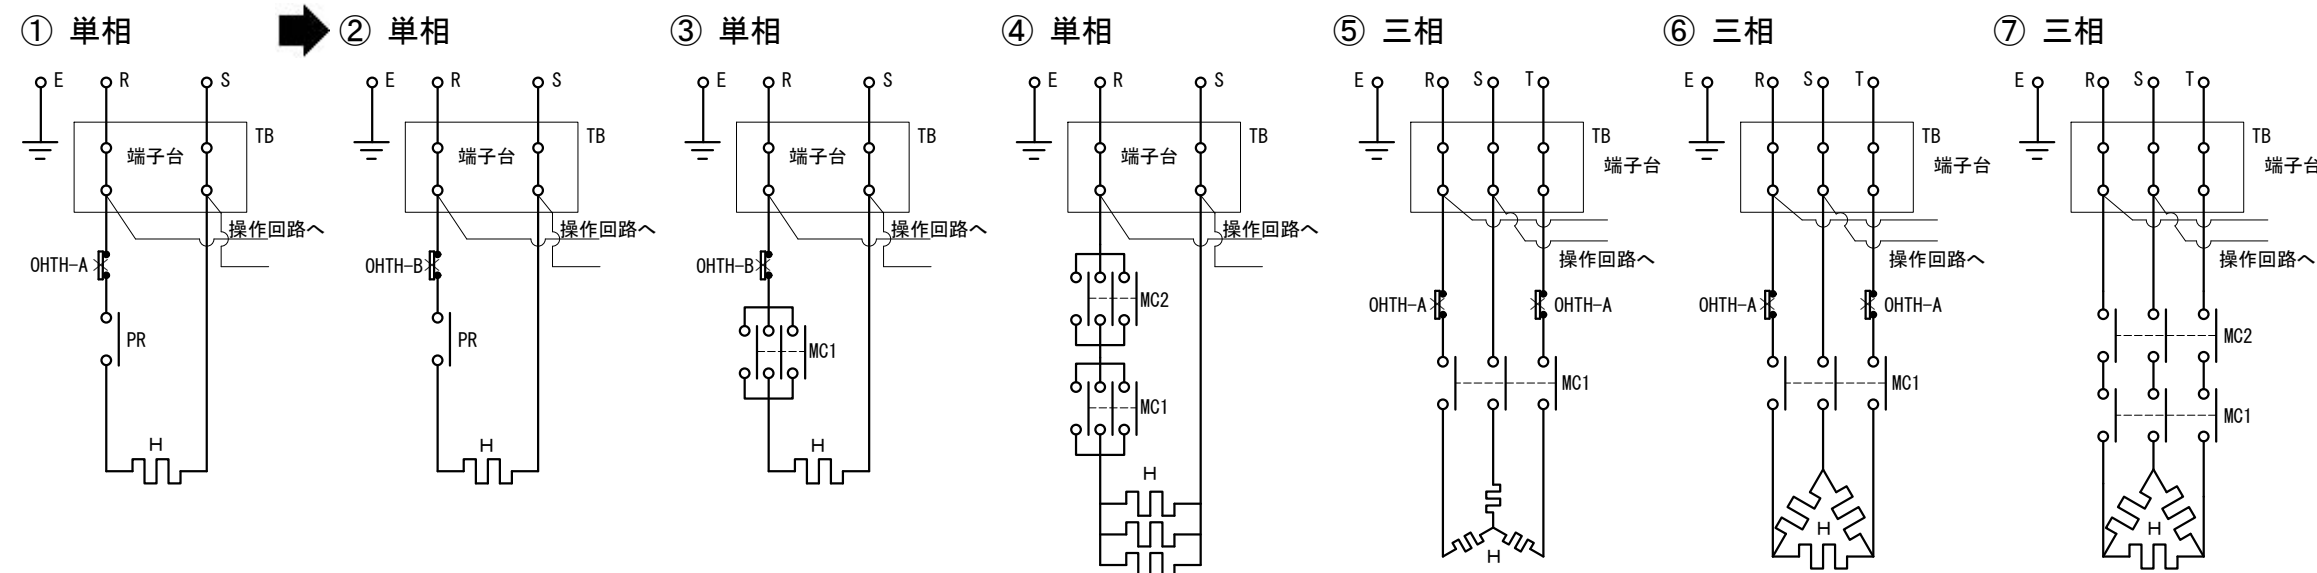 ① 単相
E R S
TB
端子台
操作回路へ
OHTH-A
PR
H
② 単相
E R S
TB
端子台
操作回路へ
OHTH-B
PR
H
③ 単相
E R S
TB
端子台
操作回路へ
OHTH-B
MC1
H
④ 単相
E R S
TB
端子台
操作回路へ
MC2
MC1
H
⑤ 三相
E R S T
TB
端子台
操作回路へ
OHTH-A OHTH-A
MC1
H
⑥ 三相
E R S T
TB
端子台
操作回路へ
OHTH-A OHTH-A
MC1
H
⑦ 三相
E R S T
TB
端子台
操作回路へ
MC2
MC1
H